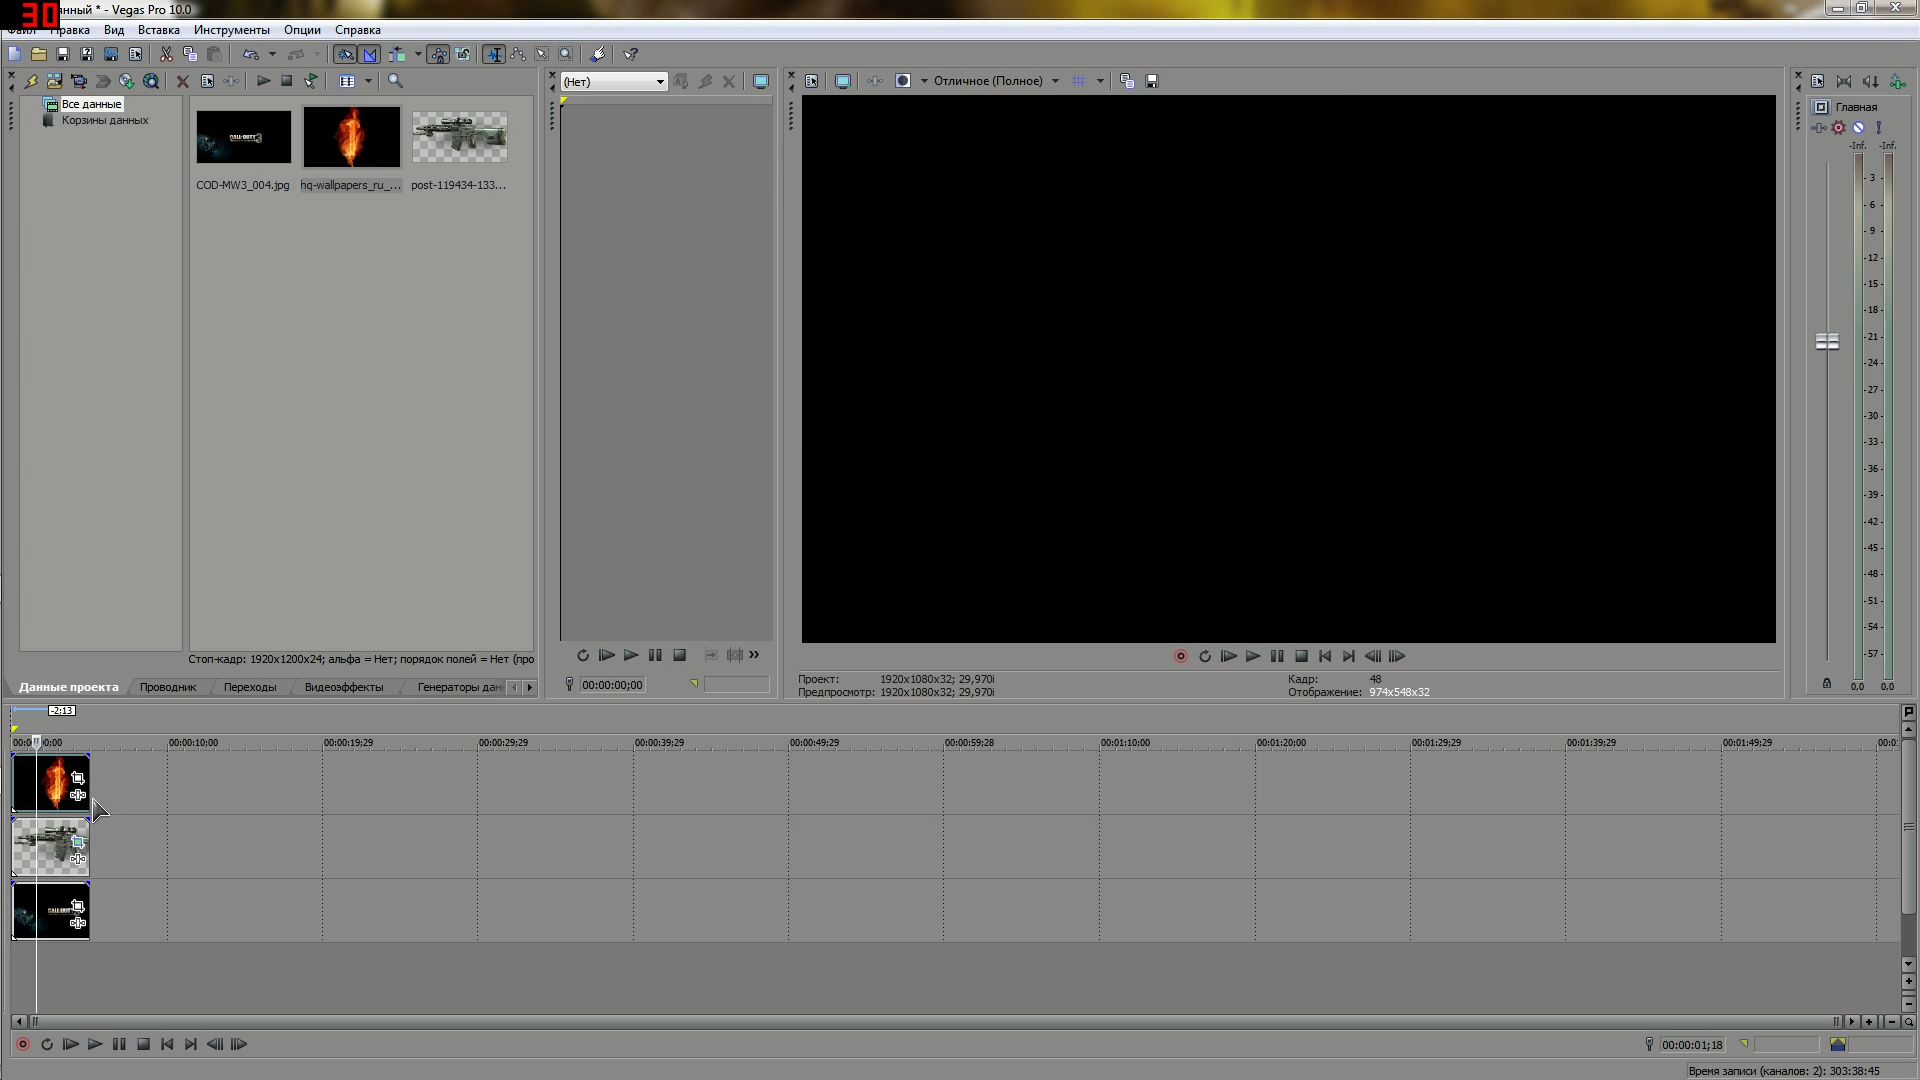 30
янный * - Vegas Pro 10.0
Файл Правка Вид Вставка Инструменты Опции Справка
(Нет)
Отличное (Полное)
Все данные
Корзины данных
Главная
-Inf. -Inf.
COD-MW3_004.jpg hq-wallpapers_ru_... post-119434-133...
3
6
9
12
15
18
21
24
27
30
33
36
39
42
45
48
51
54
57
0,0 0,0
Стоп-кадр: 1920x1200x24; альфа = Нет; порядок полей = Нет (про
Данные проекта Проводник Переходы Видеоэффекты Генераторы дан
00:00:00;00
Проект: 1920x1080x32; 29,970i
Предпросмотр: 1920x1080x32; 29,970i
Кадр: 48
Отображение: 974x548x32
-2;13
00:00:10;00 00:00:19;29 00:00:29;29 00:00:39;29 00:00:49;29 00:00:59;28 00:01:10;00 00:01:20;00 00:01:29;29 00:01:39;29 00:01:49;29
00:00:01;18
Время записи (каналов: 2): 303:38:45